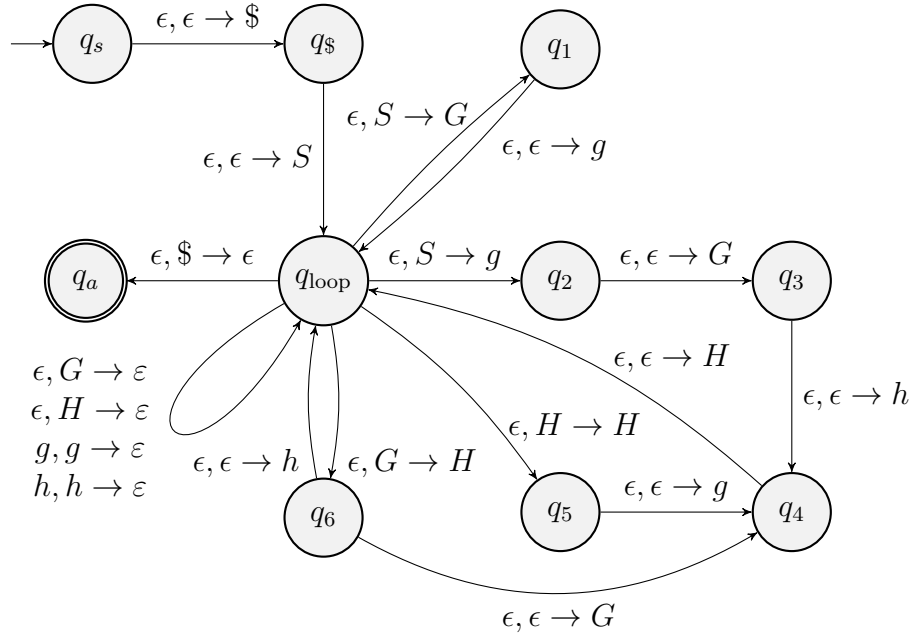 ϵ, ϵ → $
q_s
q_$
q_1
ϵ, S → G
ϵ, ϵ → g
ϵ, ϵ → S
ϵ, $ → ϵ
ϵ, S → g
ϵ, ϵ → G
q_a
q_loop
q_2
q_3
ϵ, ϵ → H
ϵ, G → ε
ϵ, H → ε
g, g → ε
h, h → ε
ϵ, ϵ → h
ϵ, H → H
ϵ, ϵ → h
ϵ, G → H
ϵ, ϵ → g
q_6
q_5
q_4
ϵ, ϵ → G